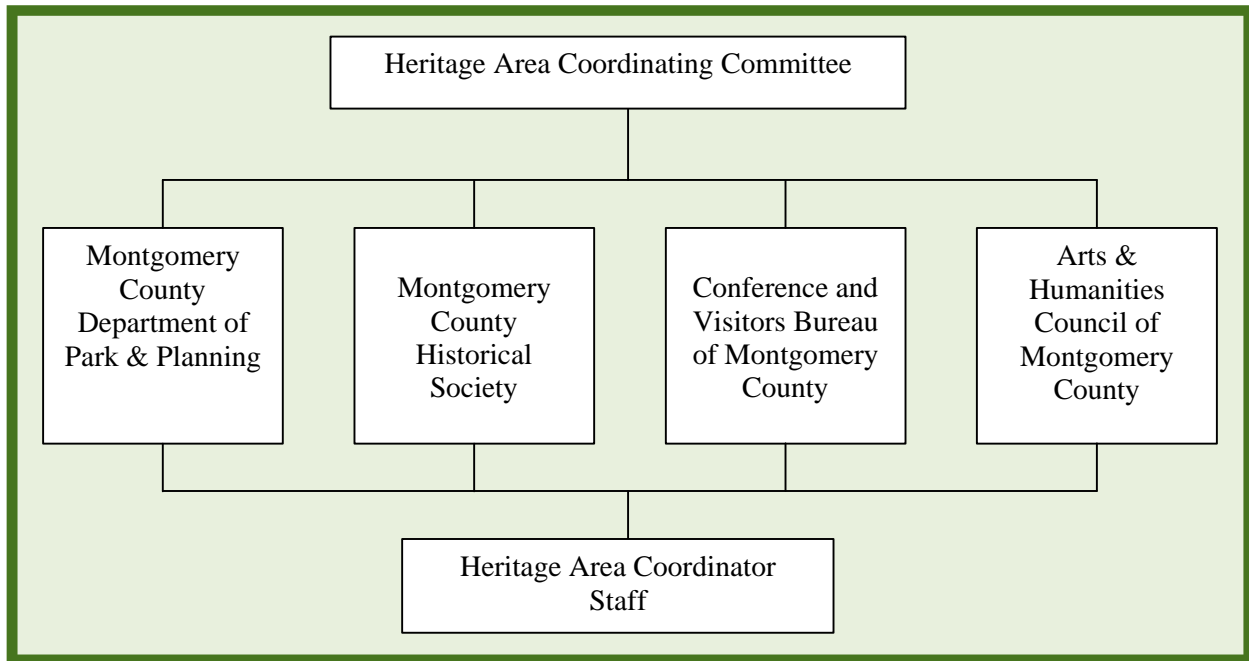 Heritage Area Coordinating Committee
Montgomery
County
Department of
Park & Planning
Montgomery
County
Historical
Society
Conference and
Visitors Bureau
of Montgomery
County
Arts &
Humanities
Council of
Montgomery
County
Heritage Area Coordinator
Staff